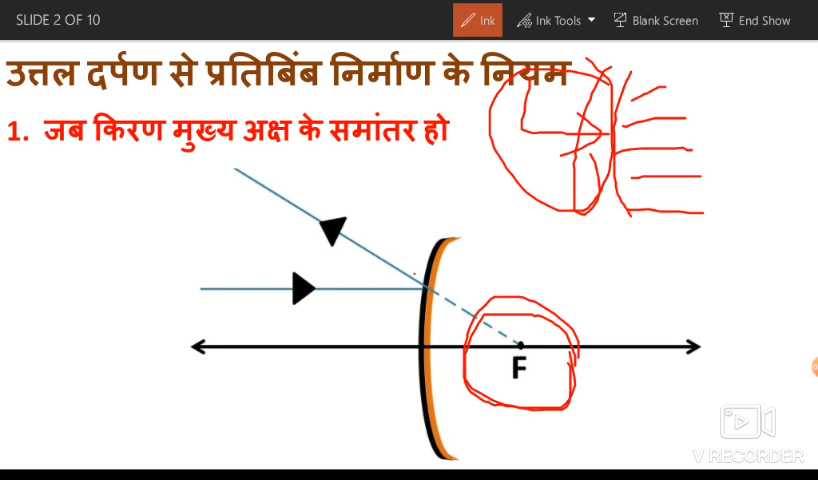 SLIDE 2 OF 10
Ink
Ink Tools
Blank Screen
End Show
उत्तल दर्पण से प्रतिबिंब निर्माण के नियम
1. जब किरण मुख्य अक्ष के समांतर हो
F
V RECORDER